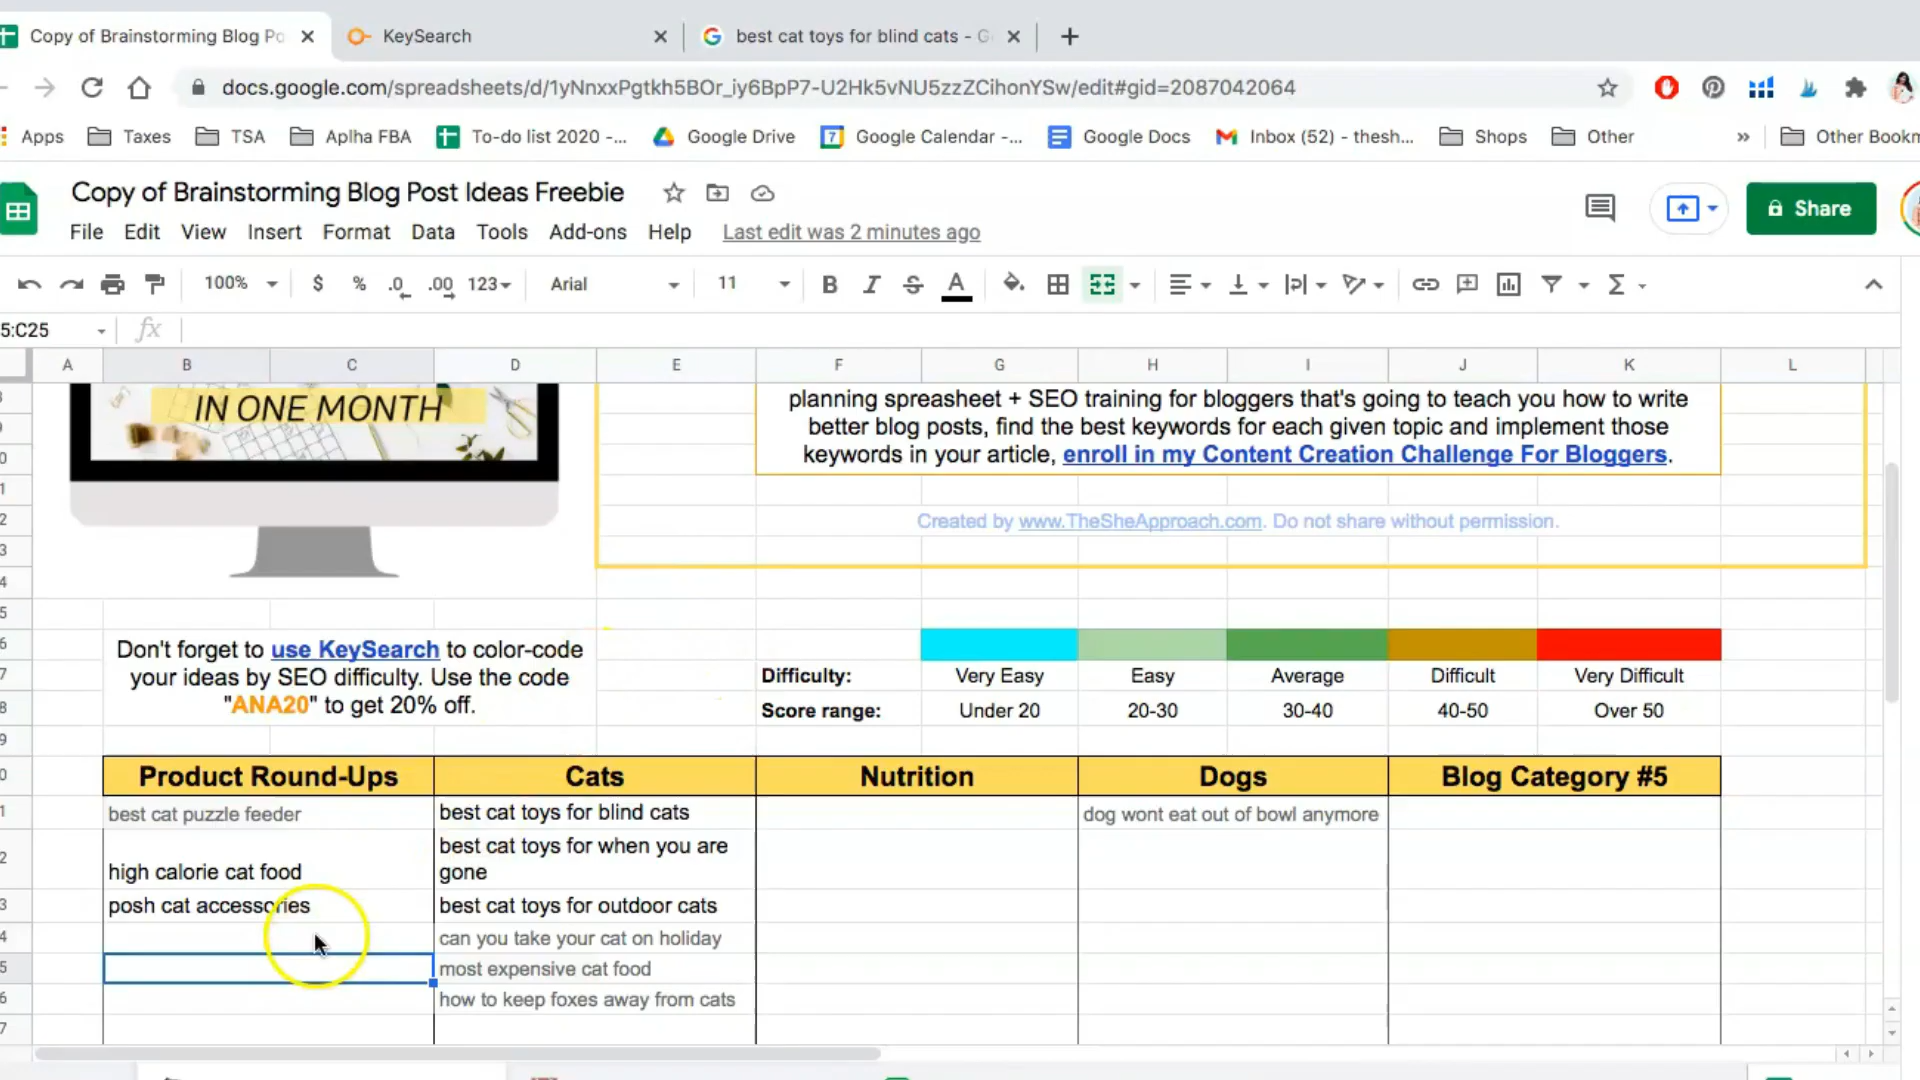 Copy of Brainstorming Blog Po
KeySearch
best cat toys for blind cats - G
docs.google.com/spreadsheets/d/1yNnxxPgtkh5BOr_iy6BpP7-U2Hk5vNU5zzZCihonYSw/edit#gid=2087042064
Apps Taxes TSA Aplha FBA To-do list 2020 -... Google Drive 7 Google Calendar -... Google Docs Inbox (52) - thesh... Shops Other » Other Bookm
Copy of Brainstorming Blog Post Ideas Freebie
Share
File Edit View Insert Format Data Tools Add-ons Help Last edit was 2 minutes ago
100% $ % .0 .00 123 Arial 11 B I S A Σ
5:C25 fx
A B C D E F G H I J K L
IN ONE MONTH
planning spreasheet + SEO training for bloggers that's going to teach you how to write
better blog posts, find the best keywords for each given topic and implement those
keywords in your article, enroll in my Content Creation Challenge For Bloggers.
Created by www.TheSheApproach.com. Do not share without permission.
Don't forget to use KeySearch to color-code
your ideas by SEO difficulty. Use the code
"ANA20" to get 20% off.
Difficulty: Very Easy Easy Average Difficult Very Difficult
Score range: Under 20 20-30 30-40 40-50 Over 50
Product Round-Ups Cats Nutrition Dogs Blog Category #5
best cat puzzle feeder best cat toys for blind cats dog wont eat out of bowl anymore
best cat toys for when you are
high calorie cat food gone
posh cat accessories best cat toys for outdoor cats
can you take your cat on holiday
most expensive cat food
how to keep foxes away from cats